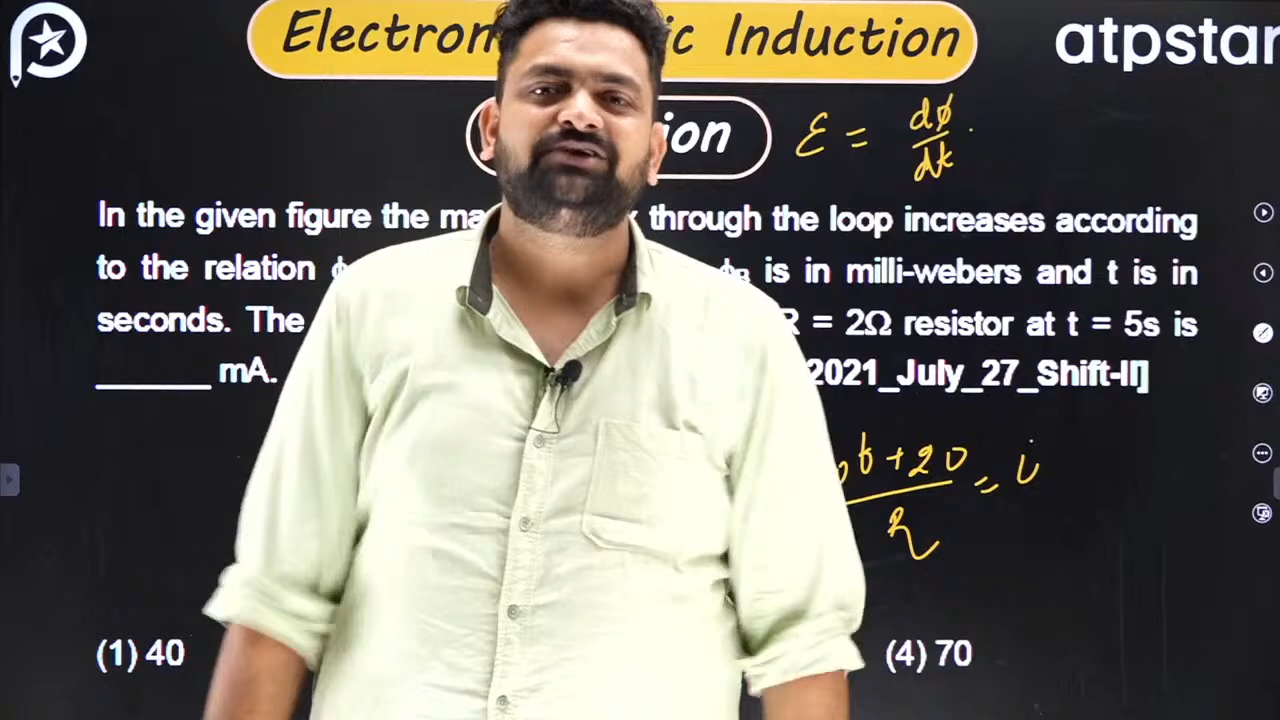 Electron ic Induction
atpstar
ion ε = dφ/dt
In the given figure the ma through the loop increases according
to the relation ϕ ϕB is in milli-webers and t is in
seconds. The R = 2Ω resistor at t = 5s is
______ mA. 2021_July_27_Shift-II]
t + 20 = i
R
(1) 40 (4) 70